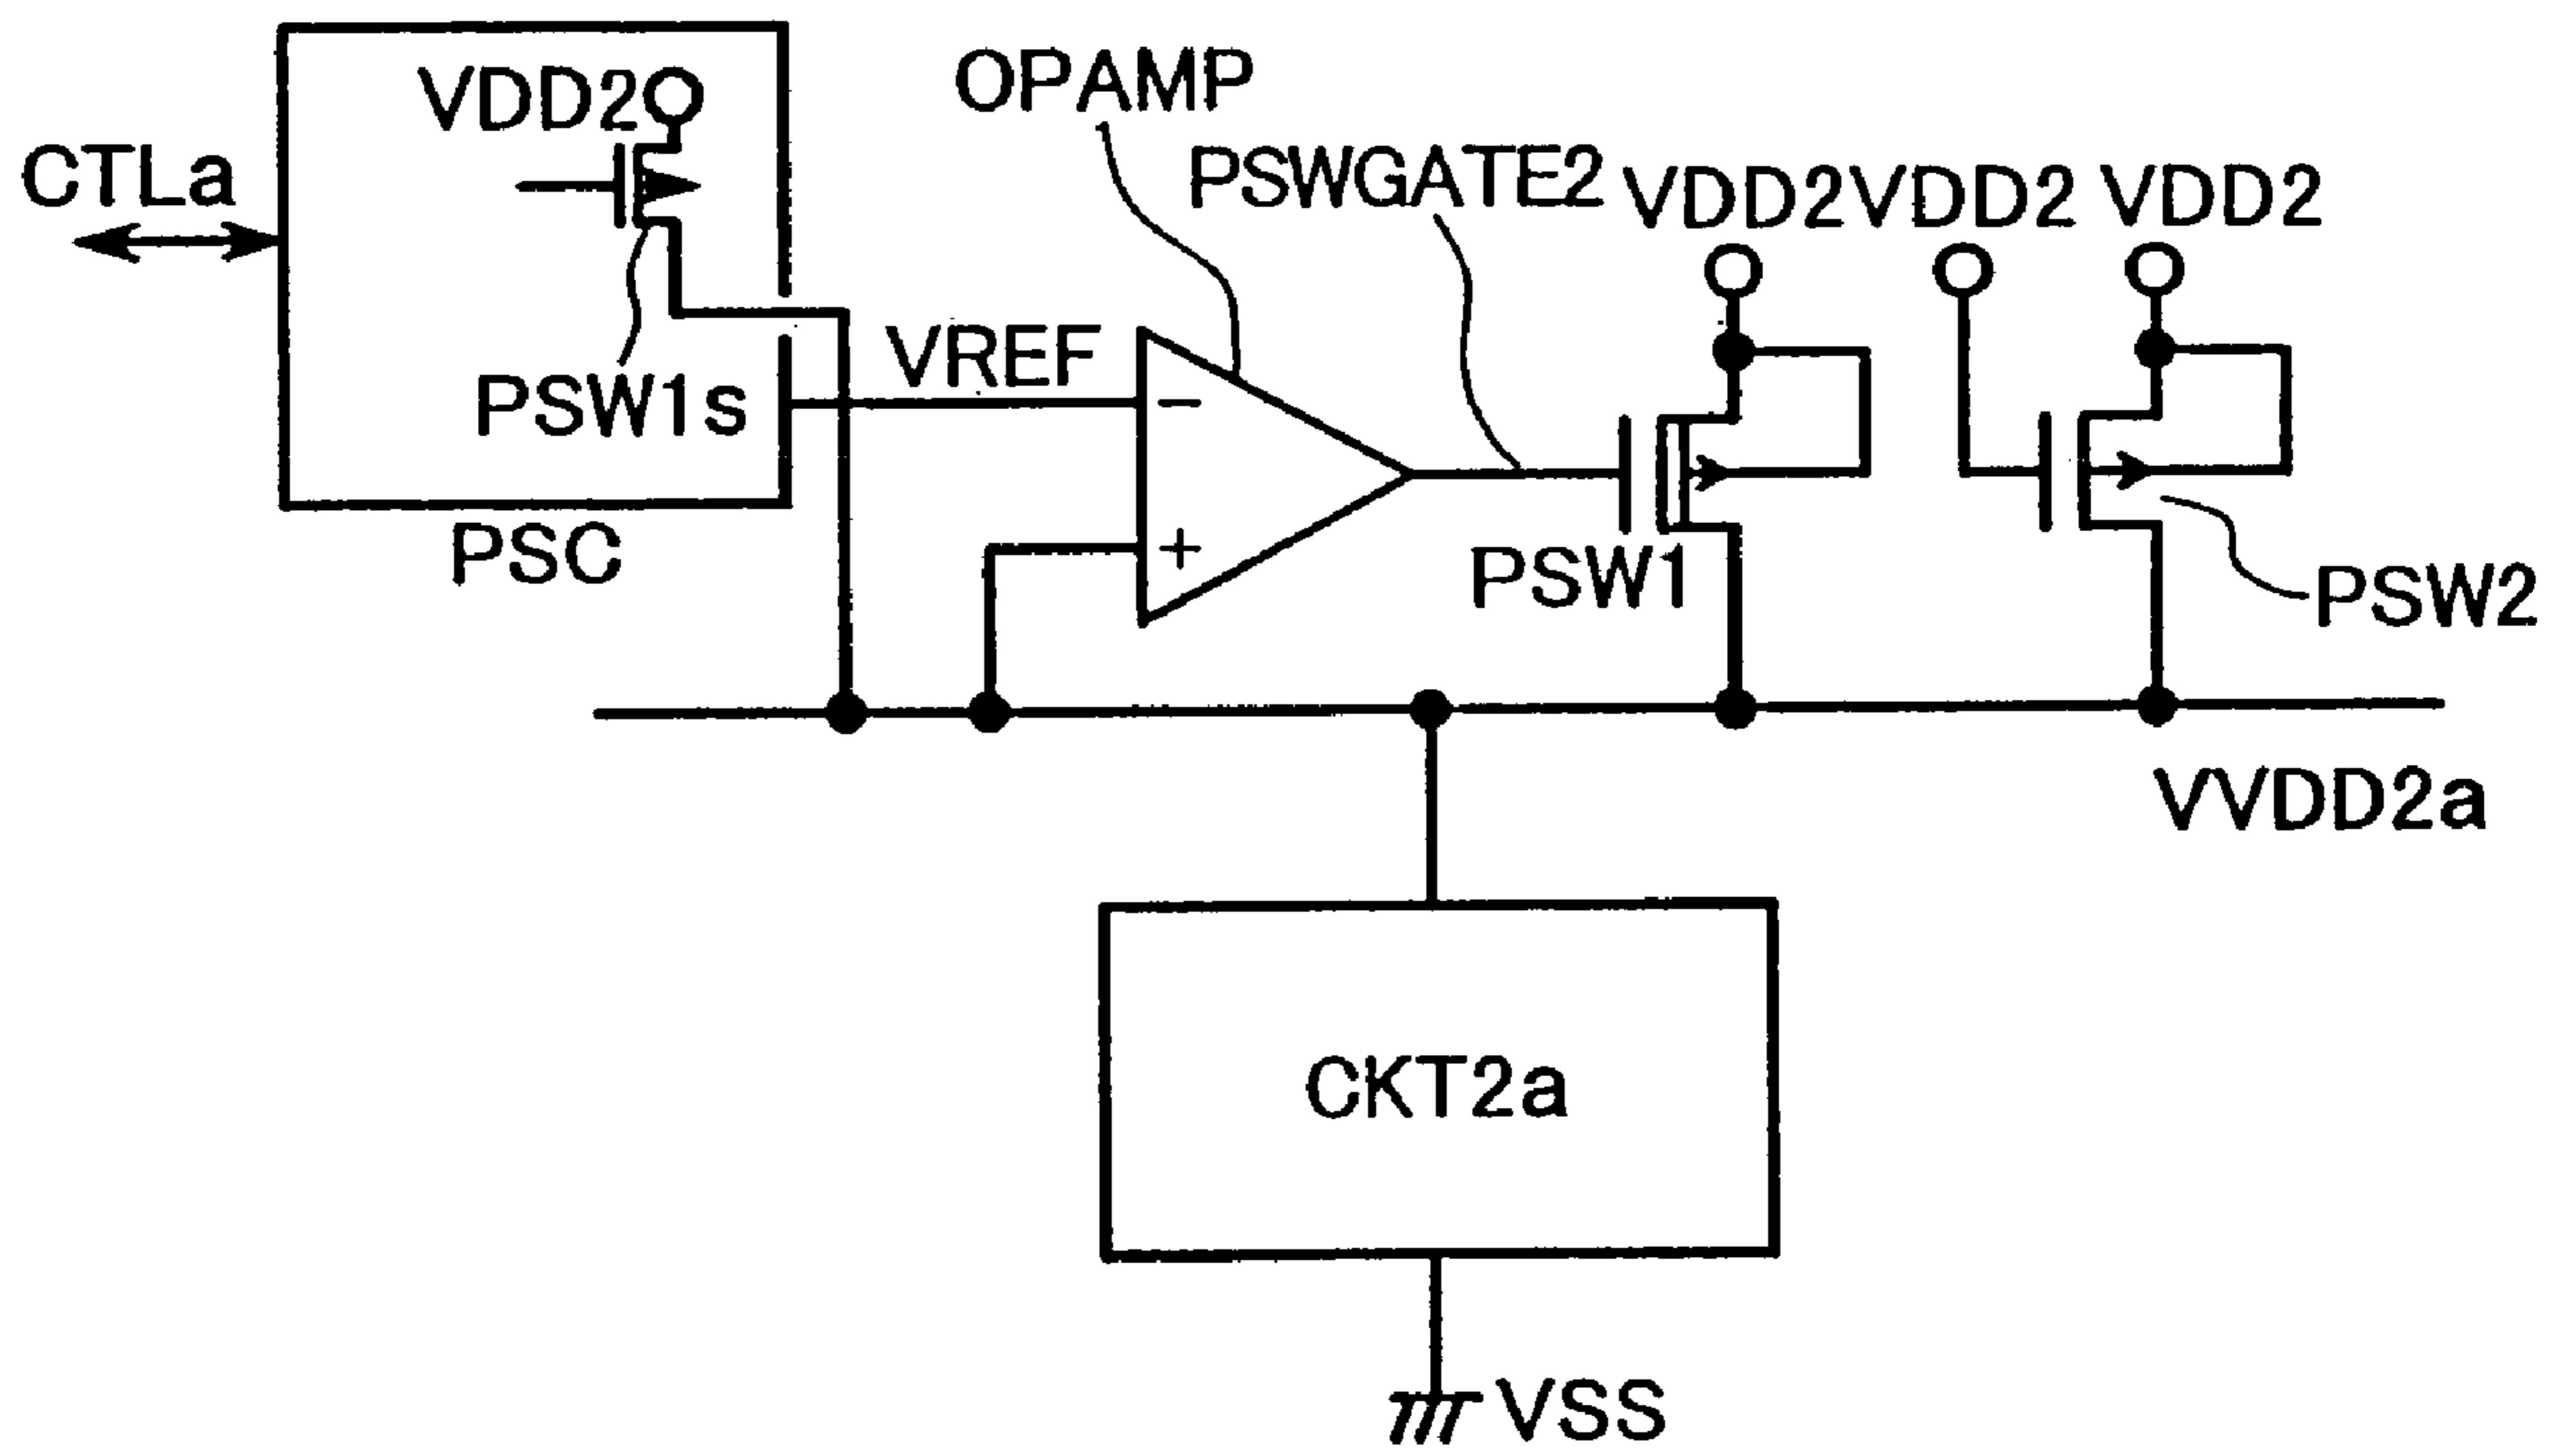 OPAMP
VDD2
CTLa
PSWGATE2
VDD2 VDD2 VDD2
VREF
PSW1s
−
PSC
+
PSW1
PSW2
VVDD2a
CKT2a
VSS